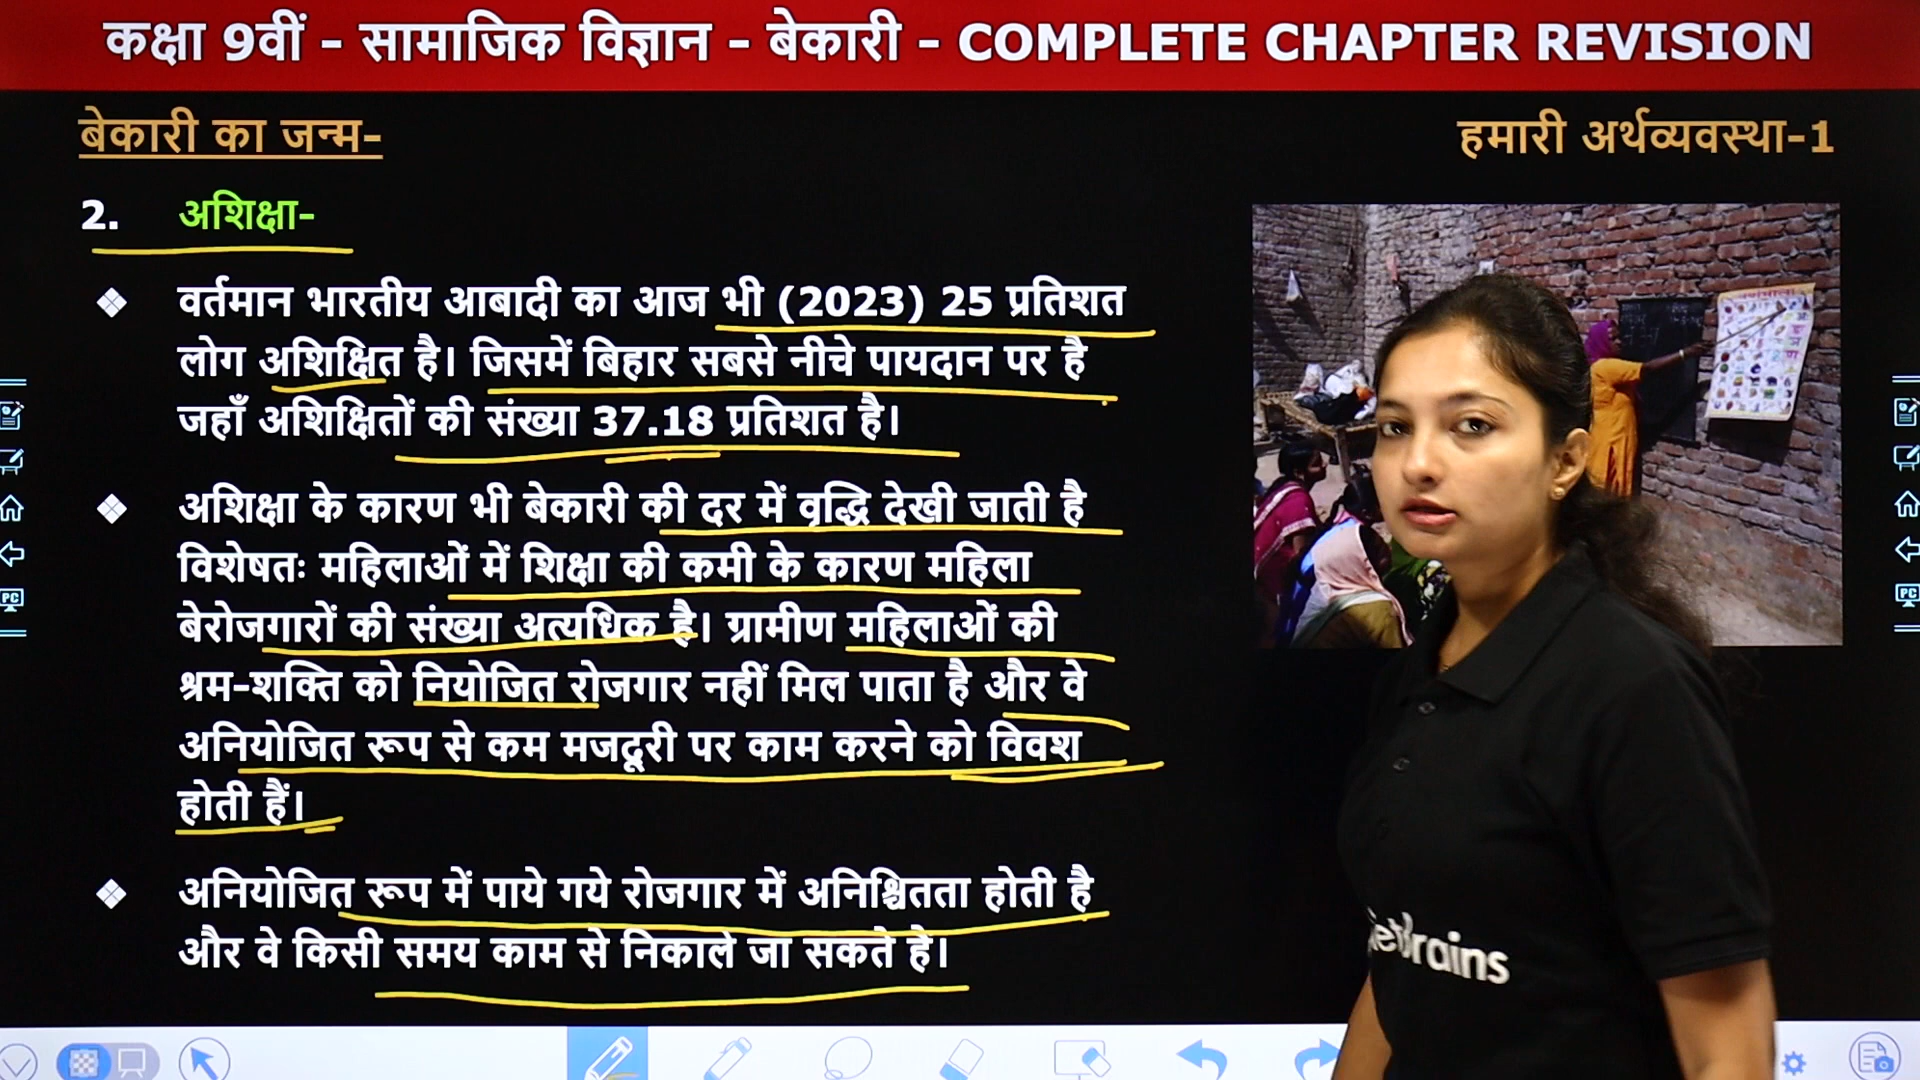 कक्षा 9वीं - सामाजिक विज्ञान - बेकारी - COMPLETE CHAPTER REVISION
बेकारी का जन्म-
हमारी अर्थव्यवस्था-1
2. अशिक्षा-
❖ वर्तमान भारतीय आबादी का आज भी (2023) 25 प्रतिशत
लोग अशिक्षित है। जिसमें बिहार सबसे नीचे पायदान पर है
जहाँ अशिक्षितों की संख्या 37.18 प्रतिशत है।
❖ अशिक्षा के कारण भी बेकारी की दर में वृद्धि देखी जाती है
विशेषतः महिलाओं में शिक्षा की कमी के कारण महिला
बेरोजगारों की संख्या अत्यधिक है। ग्रामीण महिलाओं की
श्रम-शक्ति को नियोजित रोजगार नहीं मिल पाता है और वे
अनियोजित रूप से कम मजदूरी पर काम करने को विवश
होती हैं।
❖ अनियोजित रूप में पाये गये रोजगार में अनिश्चितता होती है
और वे किसी समय काम से निकाले जा सकते है।
PC
PC